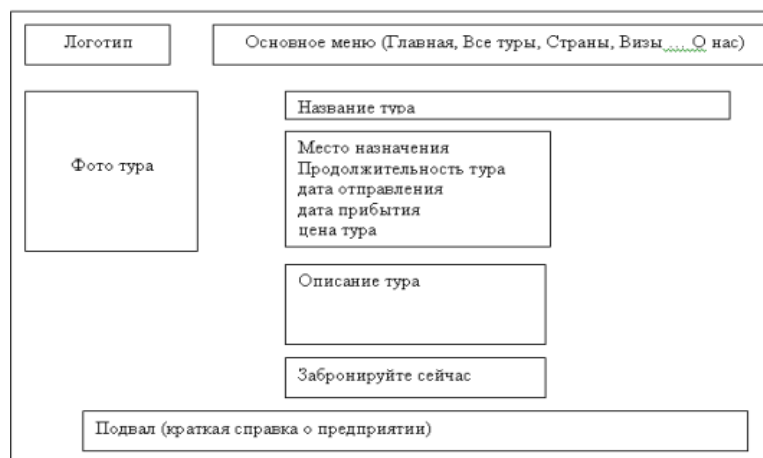 Логотип
Основное меню (Главная, Все туры, Страны, Визы ... О нас)
Фото тура
Название тура
Место назначения
Продолжительность тура
дата отправления
дата прибытия
цена тура
Описание тура
Забронируйте сейчас
Подвал (краткая справка о предприятии)